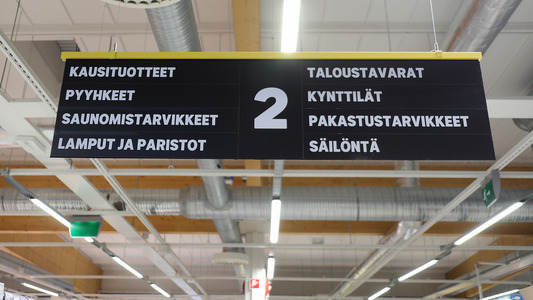 KAUSITUOTTEET
PYYHKEET
SAUNOMISTARVIKKEET
LAMPUT JA PARISTOT
2
TALOUSTAVARAT
KYNTTILÄT
PAKASTUSTARVIKKEET
SÄILÖNTÄ